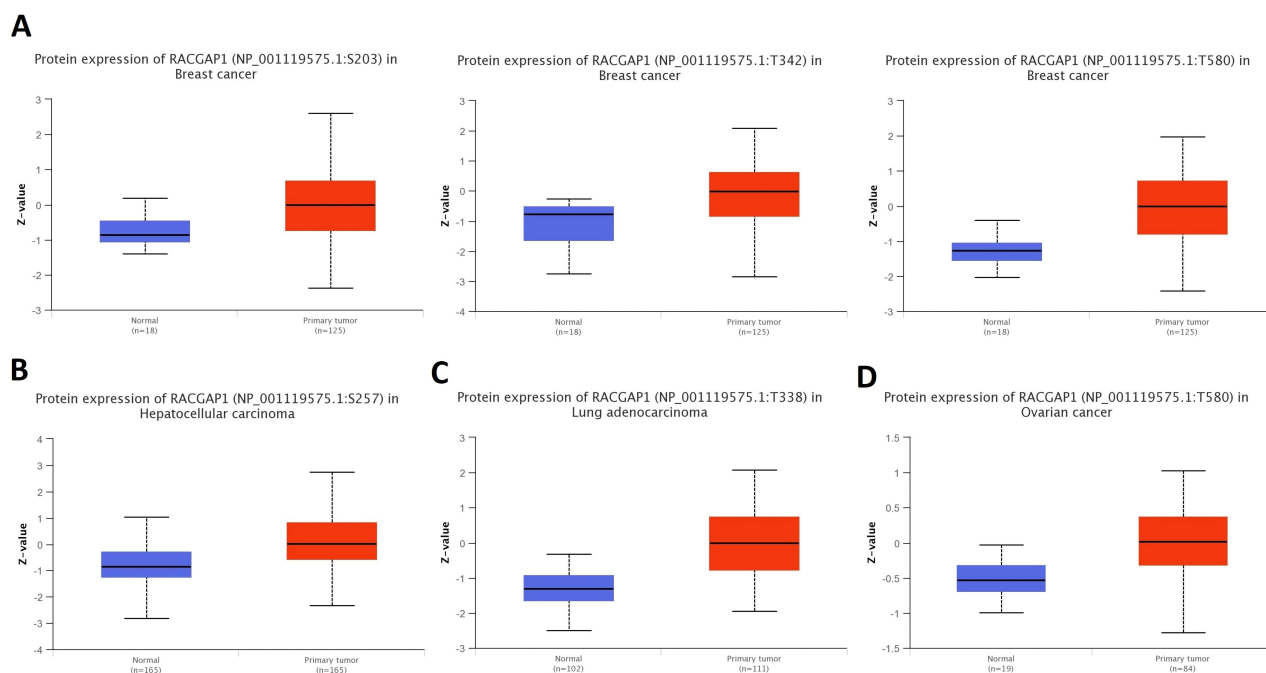 A
Protein expression of RACGAP1 (NP_001119575.1:S203) in
Breast cancer
Z-value
3
2
1
0
-1
-2
-3
Normal
(n=18)
Primary tumor
(n=125)
Protein expression of RACGAP1 (NP_001119575.1:T342) in
Breast cancer
Z-value
3
2
1
0
-1
-2
-3
-4
Normal
(n=18)
Primary tumor
(n=125)
Protein expression of RACGAP1 (NP_001119575.1:T580) in
Breast cancer
Z-value
3
2
1
0
-1
-2
-3
Normal
(n=18)
Primary tumor
(n=125)
B
Protein expression of RACGAP1 (NP_001119575.1:S257) in
Hepatocellular carcinoma
Z-value
4
3
2
1
0
-1
-2
-3
-4
Normal
(n=165)
Primary tumor
(n=165)
C
Protein expression of RACGAP1 (NP_001119575.1:T338) in
Lung adenocarcinoma
Z-value
3
2
1
0
-1
-2
-3
Normal
(n=102)
Primary tumor
(n=111)
D
Protein expression of RACGAP1 (NP_001119575.1:T580) in
Ovarian cancer
Z-value
1.5
1
0.5
0
-0.5
-1
-1.5
Normal
(n=19)
Primary tumor
(n=84)